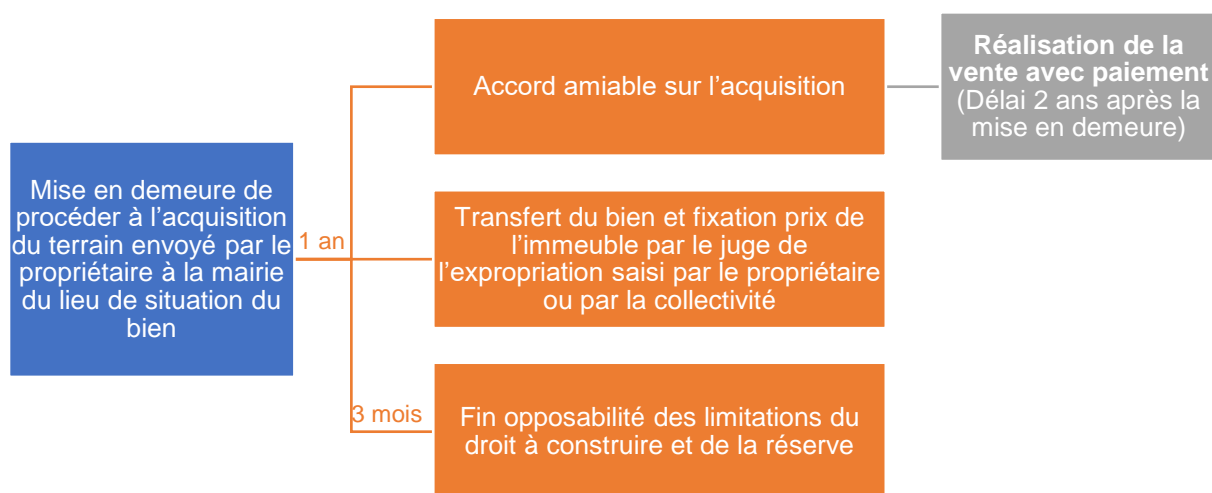 Mise en demeure de
procéder à l’acquisition
du terrain envoyé par le
propriétaire à la mairie
du lieu de situation du
bien
1 an
3 mois
Accord amiable sur l’acquisition
Réalisation de la
vente avec paiement
(Délai 2 ans après la
mise en demeure)
Transfert du bien et fixation prix de
l’immeuble par le juge de
l’expropriation saisi par le propriétaire
ou par la collectivité
Fin opposabilité des limitations du
droit à construire et de la réserve